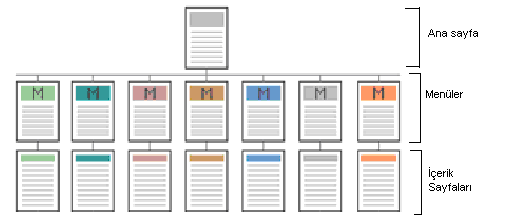 Ana sayfa
M M M M M M M
Menüler
İçerik
Sayfaları